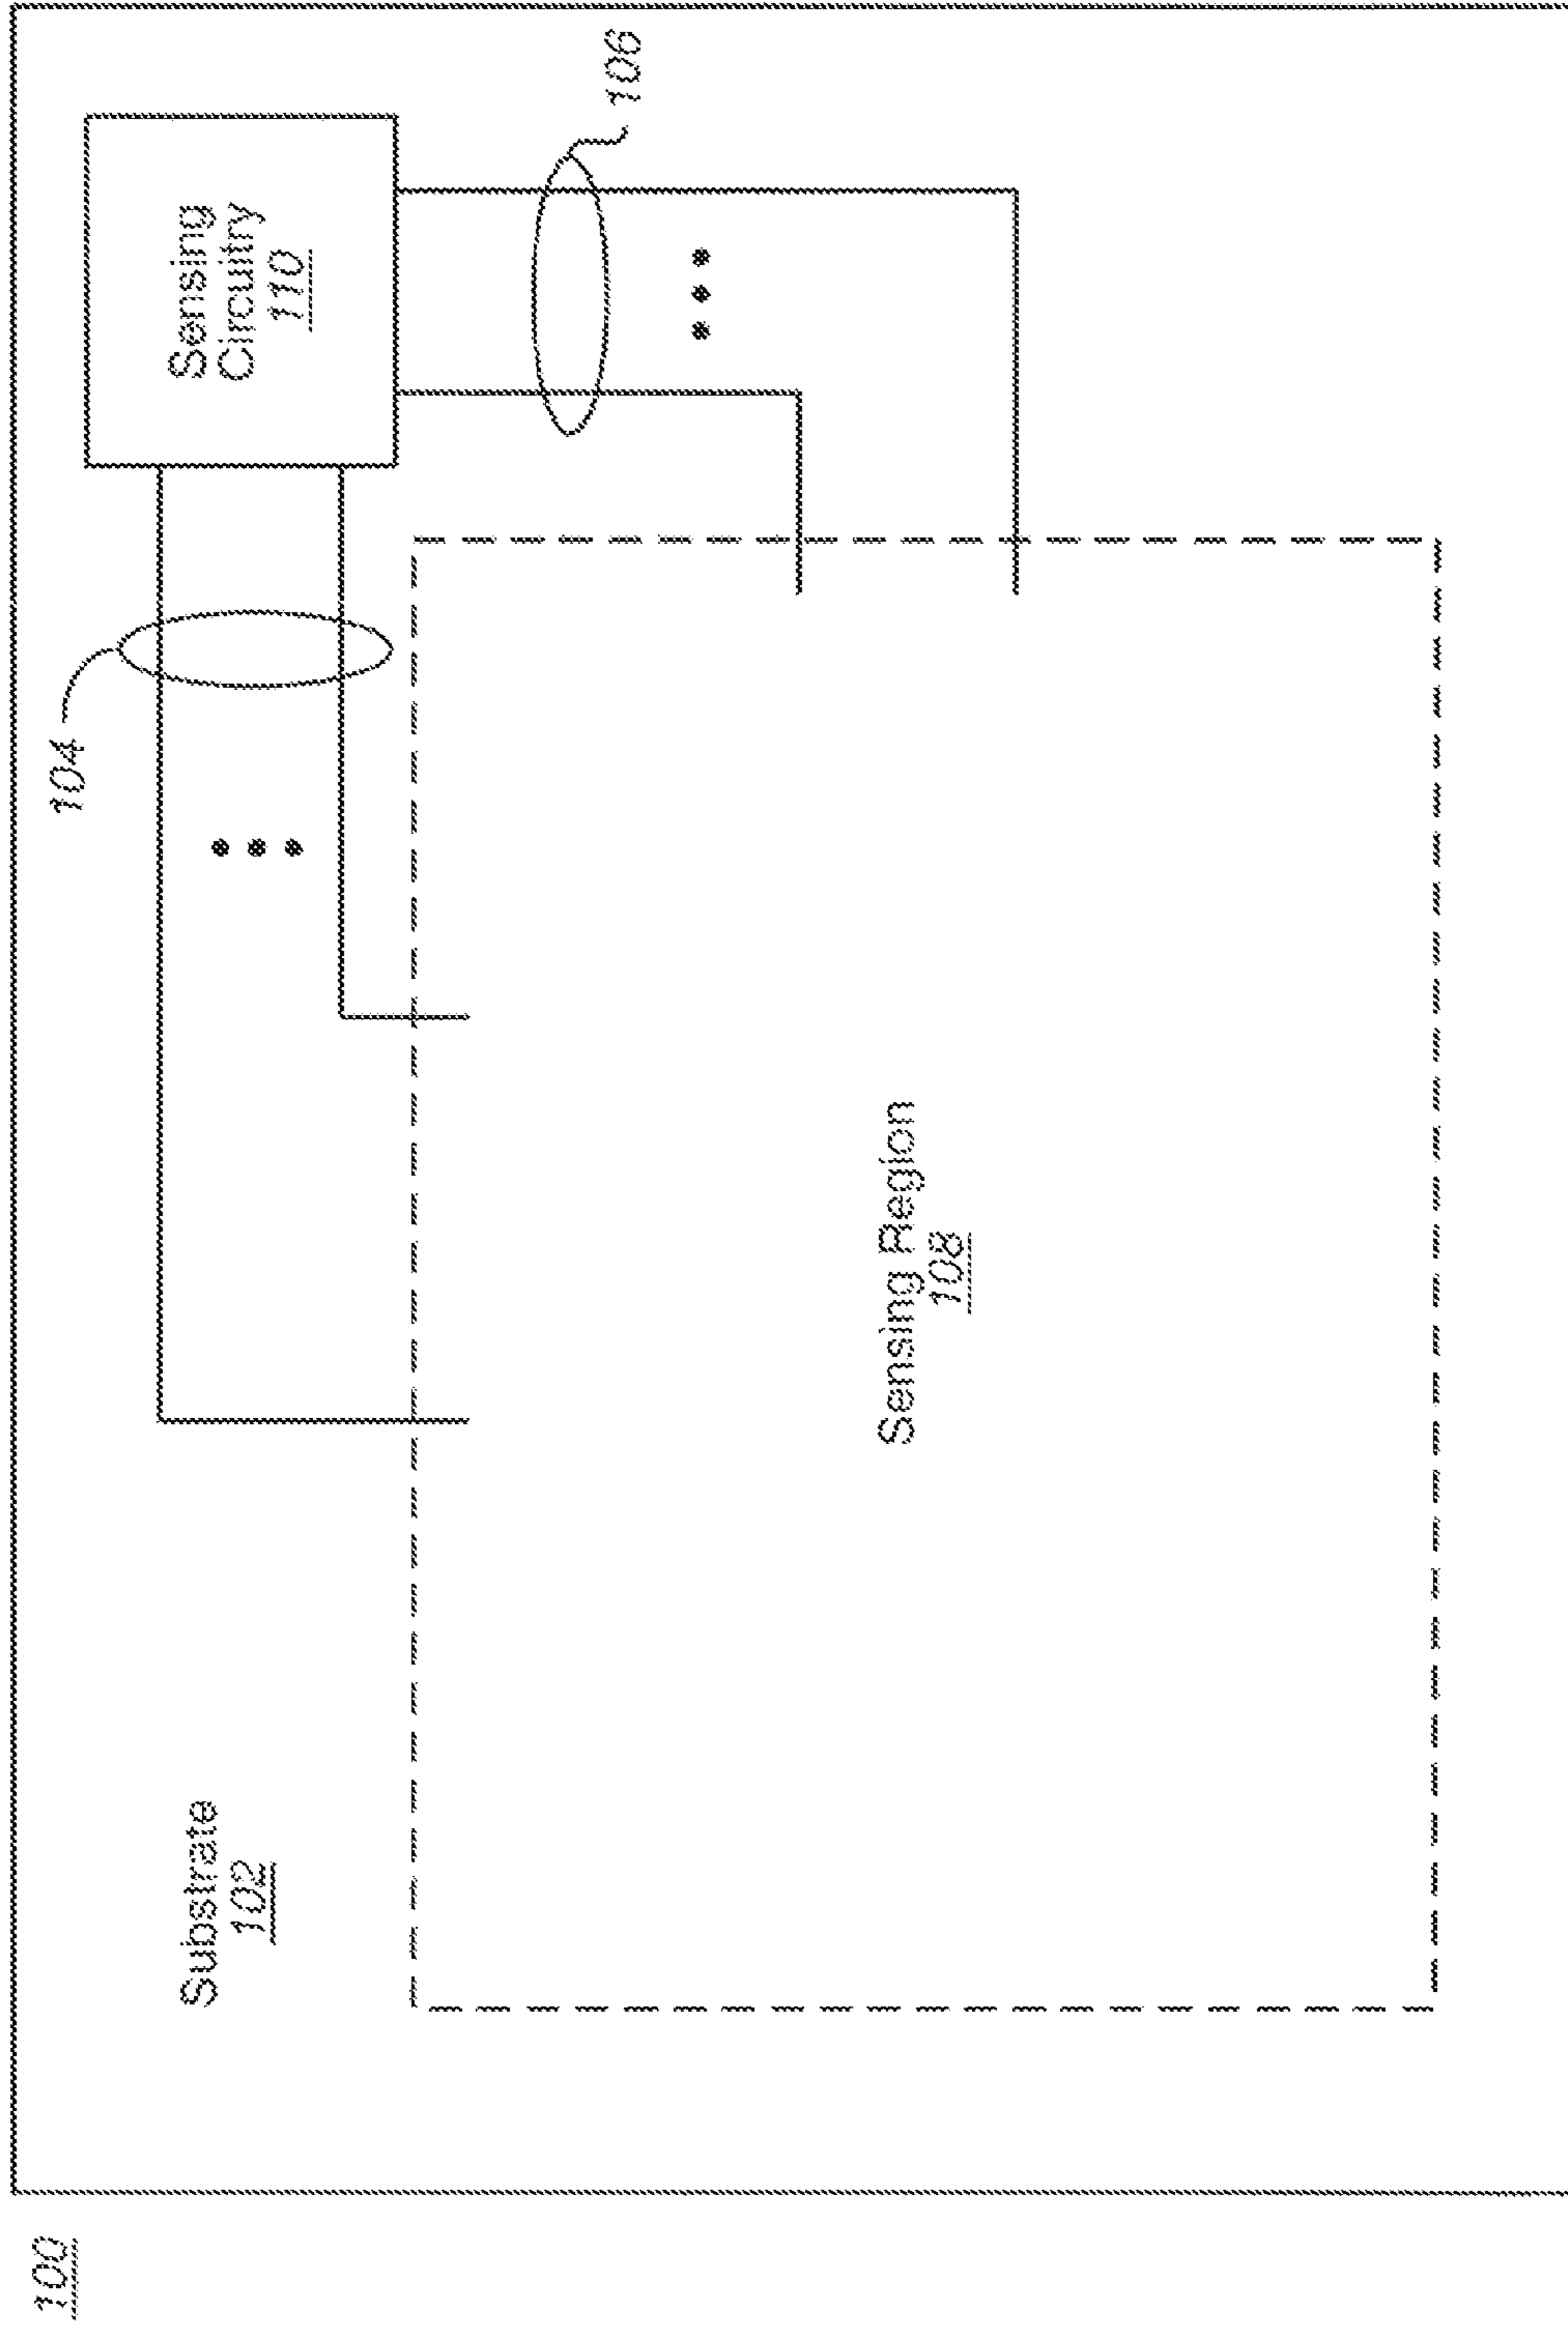 100
Substrate
102
104
Sensing
Circuitry
110
106
Sensing Region
108